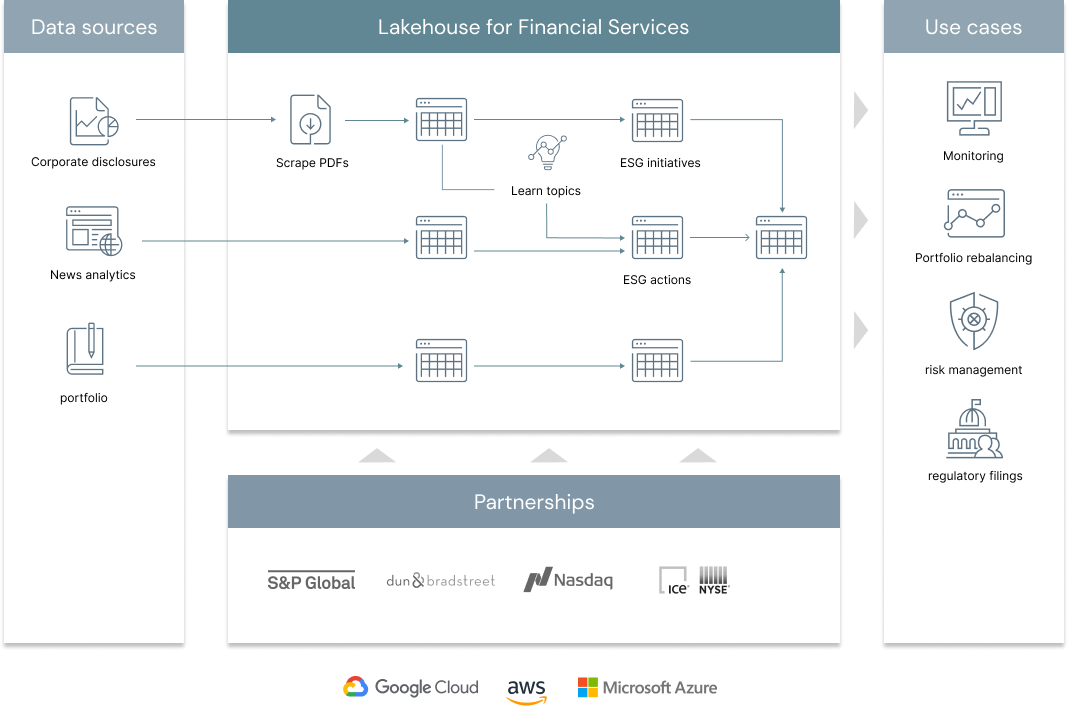 Data sources
Lakehouse for Financial Services
Use cases
Corporate disclosures
Scrape PDFs
ESG initiatives
Monitoring
Learn topics
News analytics
ESG actions
Portfolio rebalancing
portfolio
risk management
regulatory filings
Partnerships
S&P Global
dun&bradstreet
Nasdaq
ICE
NYSE
Google Cloud
aws
Microsoft Azure